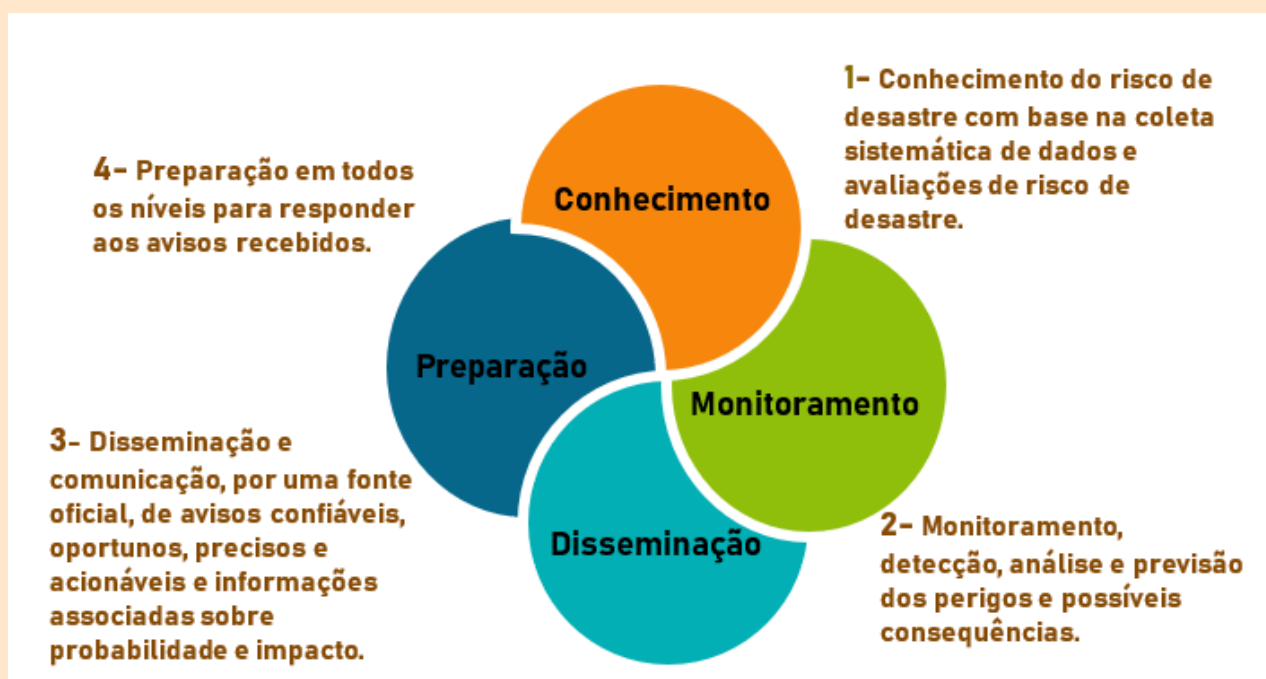 1- Conhecimento do risco de
desastre com base na coleta
sistemática de dados e
avaliações de risco de
desastre.
4- Preparação em todos
os níveis para responder
aos avisos recebidos.
Conhecimento
Preparação
Monitoramento
Disseminação
3- Disseminação e
comunicação, por uma fonte
oficial, de avisos confiáveis,
oportunos, precisos e
acionáveis e informações
associadas sobre
probabilidade e impacto.
2- Monitoramento,
detecção, análise e previsão
dos perigos e possíveis
consequências.